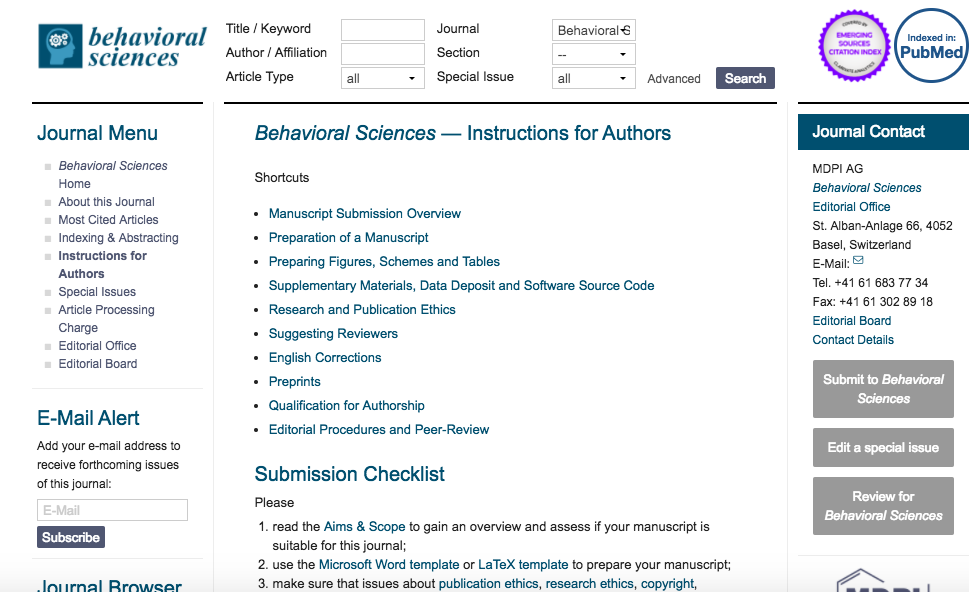 behavioral
sciences
Title / Keyword
Journal
Behavioral S
Author / Affiliation
Section
--
Article Type
all
Special Issue
all
Advanced
Search
COVERED BY
EMERGING
SOURCES
CITATION INDEX
CLARIVATE ANALYTICS
Indexed in:
PubMed
Journal Menu
Behavioral Sciences
Home
About this Journal
Most Cited Articles
Indexing & Abstracting
Instructions for
Authors
Special Issues
Article Processing
Charge
Editorial Office
Editorial Board
E-Mail Alert
Add your e-mail address to
receive forthcoming issues
of this journal:
E-Mail
Subscribe
Journal Browser
Behavioral Sciences — Instructions for Authors
Shortcuts
Manuscript Submission Overview
Preparation of a Manuscript
Preparing Figures, Schemes and Tables
Supplementary Materials, Data Deposit and Software Source Code
Research and Publication Ethics
Suggesting Reviewers
English Corrections
Preprints
Qualification for Authorship
Editorial Procedures and Peer-Review
Submission Checklist
Please
1. read the Aims & Scope to gain an overview and assess if your manuscript is
suitable for this journal;
2. use the Microsoft Word template or LaTeX template to prepare your manuscript;
3. make sure that issues about publication ethics, research ethics, copyright,
Journal Contact
MDPI AG
Behavioral Sciences
Editorial Office
St. Alban-Anlage 66, 4052
Basel, Switzerland
E-Mail:
Tel. +41 61 683 77 34
Fax: +41 61 302 89 18
Editorial Board
Contact Details
Submit to Behavioral
Sciences
Edit a special issue
Review for
Behavioral Sciences
MDPI